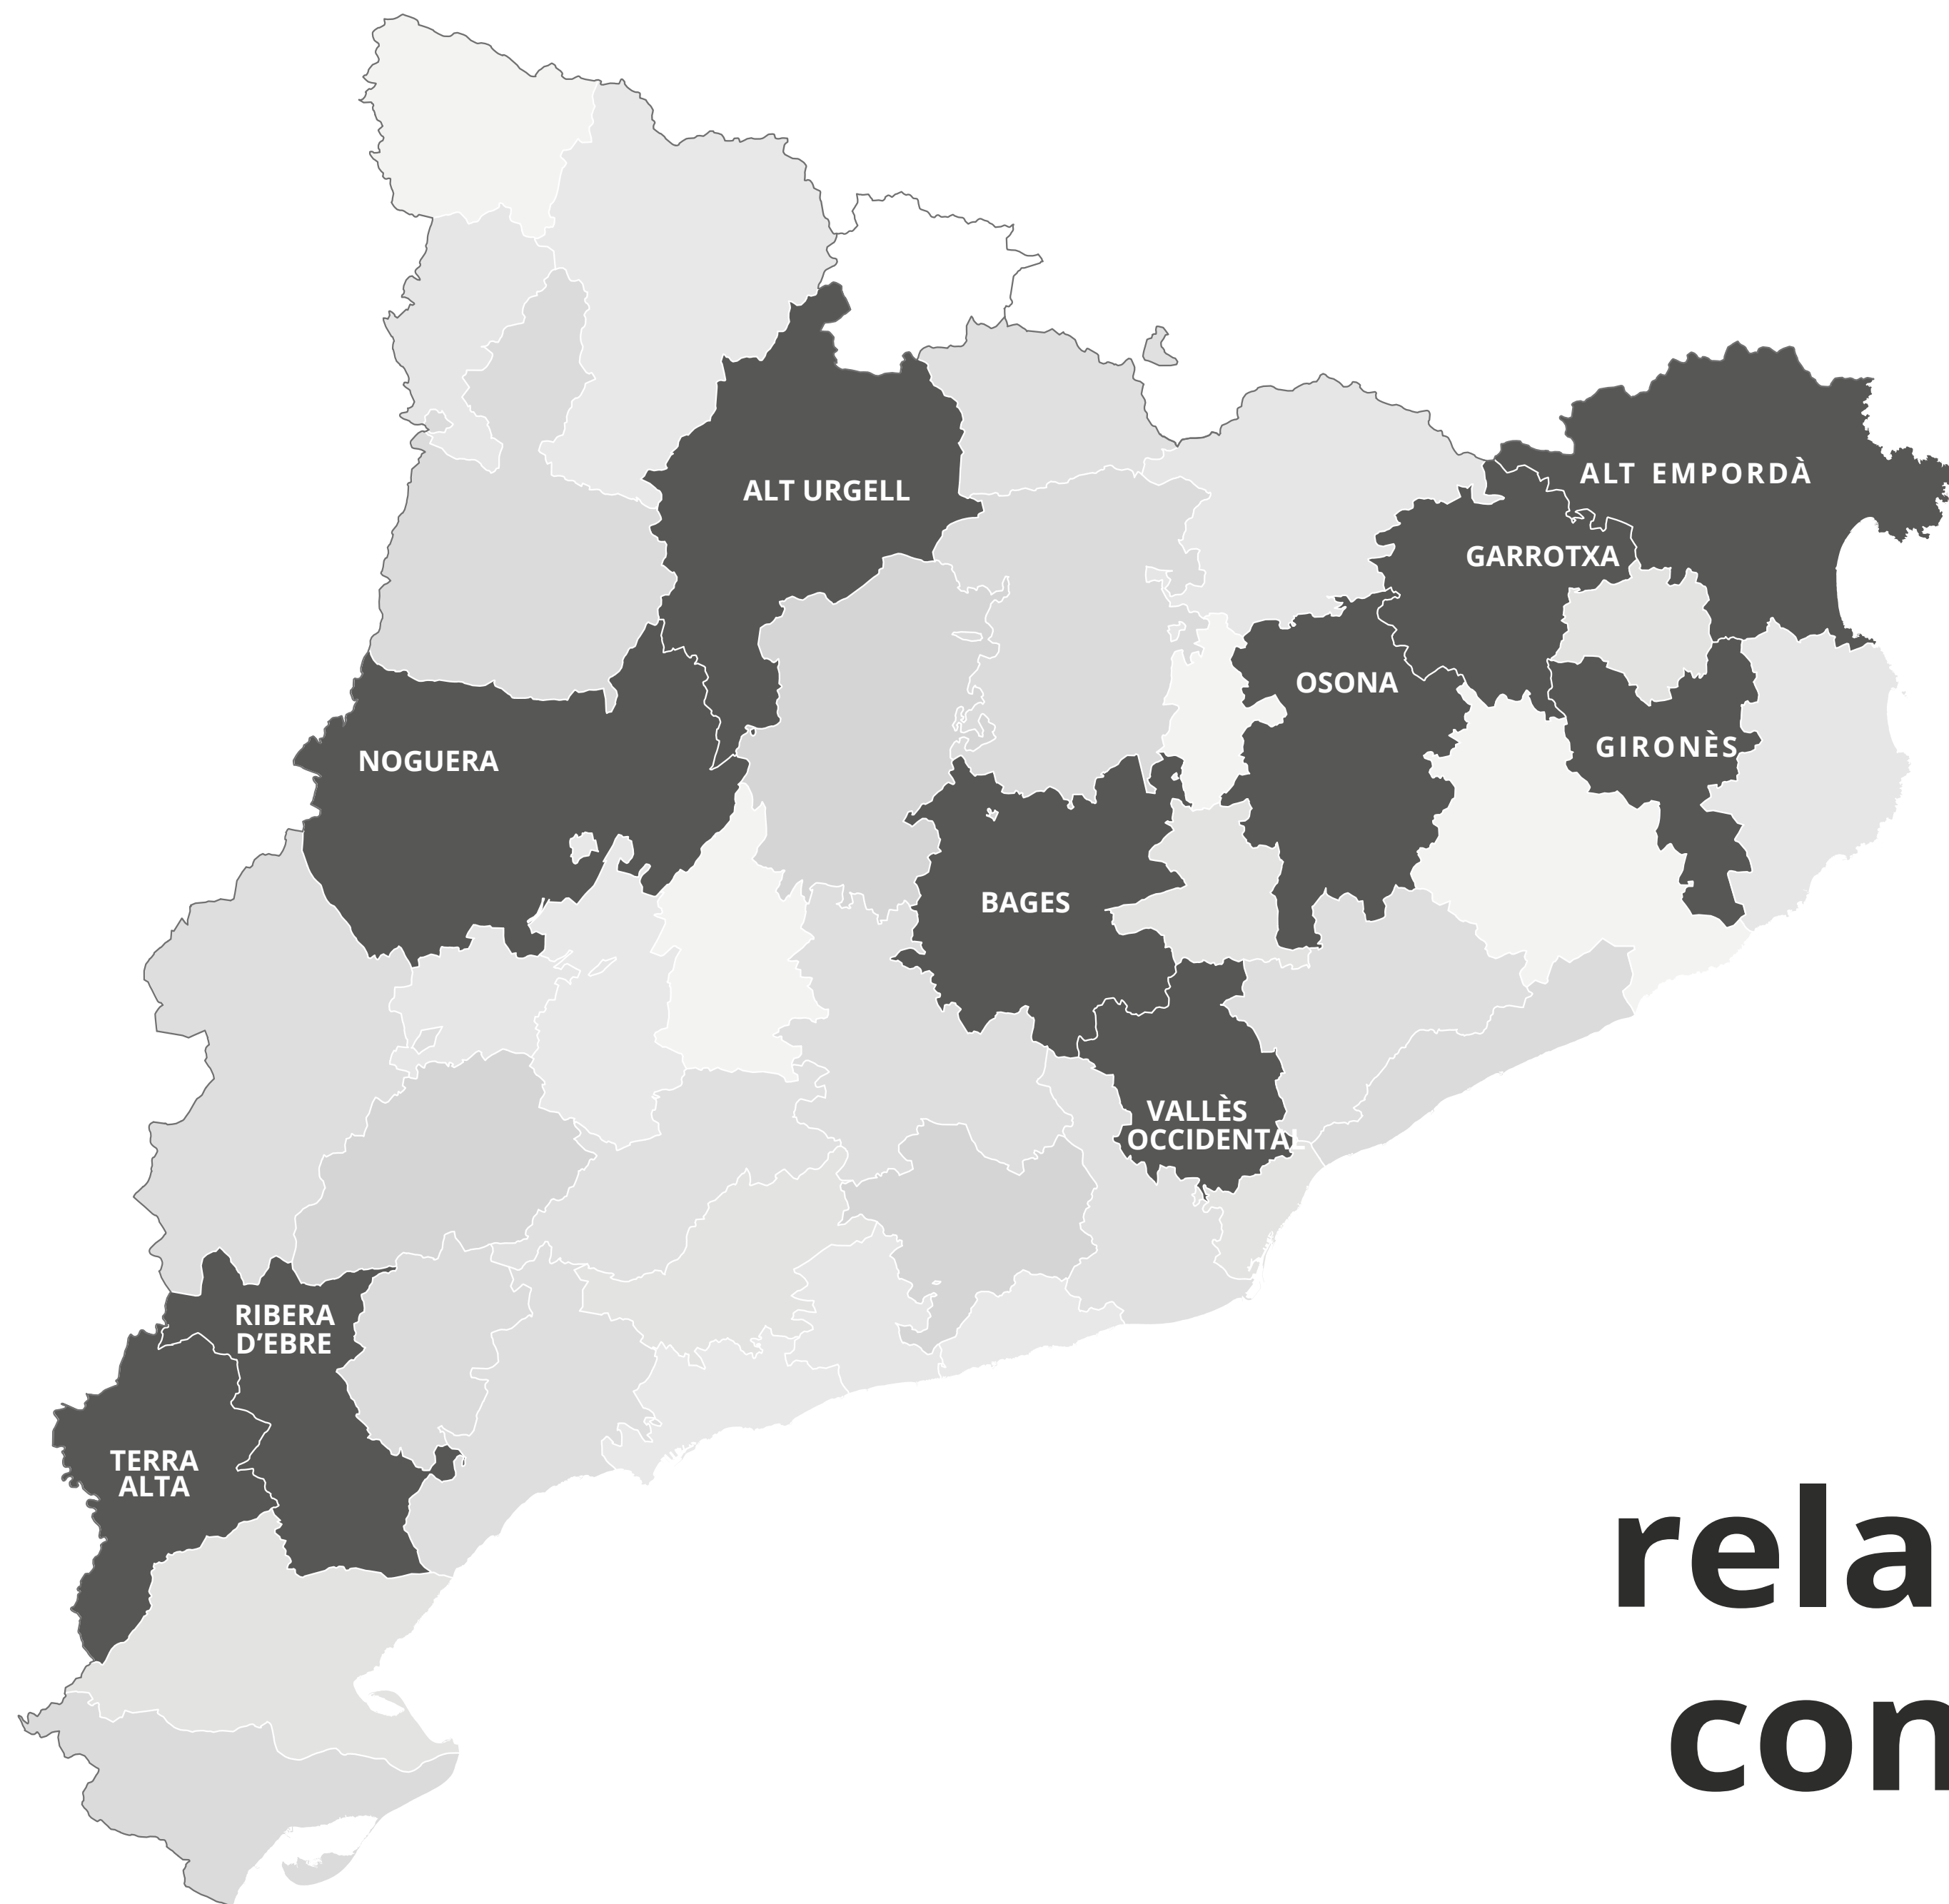 ALT URGELL
ALT EMPORDÀ
GARROTXA
OSONA
GIRONÈS
NOGUERA
BAGES
VALLÈS
OCCIDENTAL
RIBERA
D'EBRE
TERRA
ALTA
rela
con